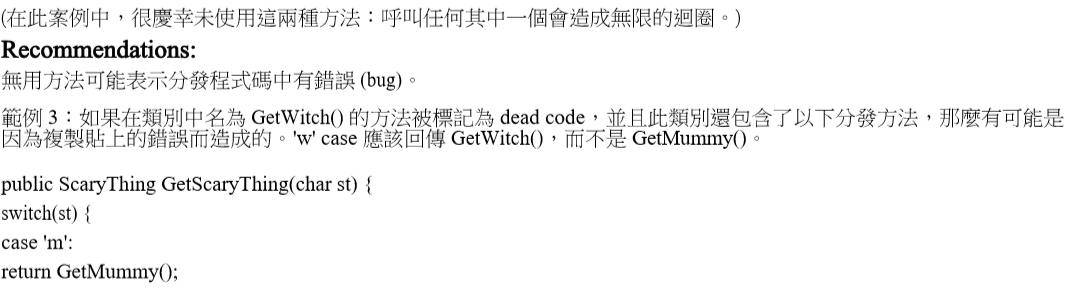 (在此案例中，很慶幸未使用這兩種方法：呼叫任何其中一個會造成無限的迴圈。)
Recommendations:
無用方法可能表示分發程式碼中有錯誤 (bug)。
範例 3：如果在類別中名為 GetWitch() 的方法被標記為 dead code，並且此類別還包含了以下分發方法，那麼有可能是
因為複製貼上的錯誤而造成的。'w' case 應該回傳 GetWitch()，而不是 GetMummy()。
public ScaryThing GetScaryThing(char st) {
switch(st) {
case 'm':
return GetMummy();